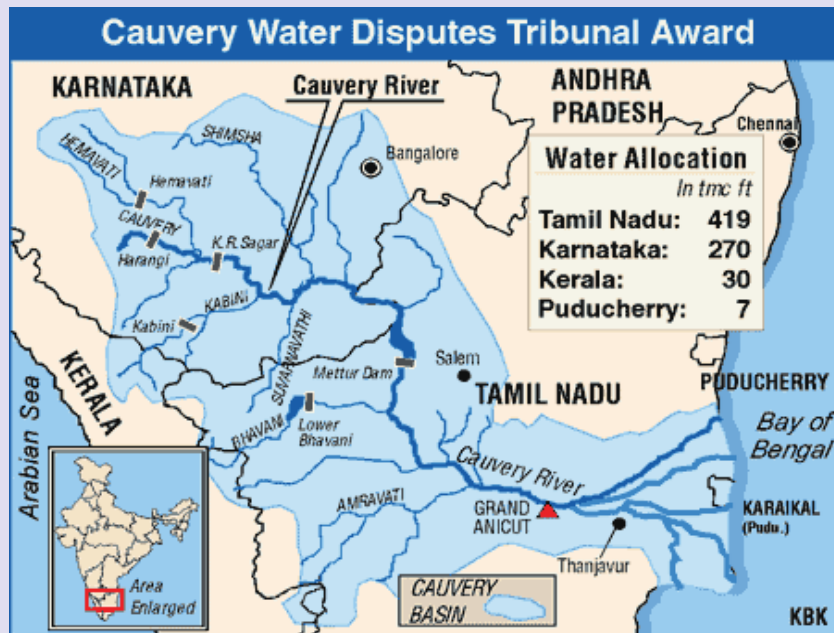 Cauvery Water Disputes Tribunal Award
KARNATAKA
Cauvery River
ANDHRA
PRADESH
Chennai
SHIMSHA
Bangalore
HEMAVATI
Hemavati
Water Allocation
In tmc ft
Tamil Nadu: 419
Karnataka: 270
Kerala: 30
Puducherry: 7
CAUVERY
K.R. Sagar
Harangi
KABINI
Kabini
SUVARNAVATHI
Mettur Dam
Salem
KERALA
TAMIL NADU
PUDUCHERRY
Bay of
Bengal
BHAVANI
Lower
Bhavani
Arabian Sea
Cauvery River
AMRAVATI
GRAND
ANICUT
KARAIKAL
(Pudu.)
Thanjavur
Area
Enlarged
CAUVERY
BASIN
KBK